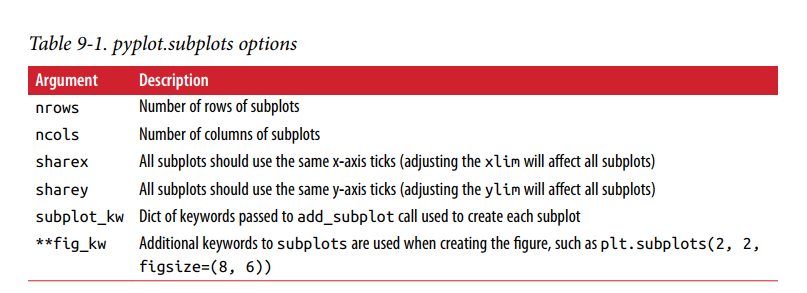 Table 9-1. pyplot.subplots options
Argument Description
nrows Number of rows of subplots
ncols Number of columns of subplots
sharex All subplots should use the same x-axis ticks (adjusting the xlim will affect all subplots)
sharey All subplots should use the same y-axis ticks (adjusting the ylim will affect all subplots)
subplot_kw Dict of keywords passed to add_subplot call used to create each subplot
**fig_kw Additional keywords to subplots are used when creating the figure, such as plt.subplots(2, 2,
figsize=(8, 6))